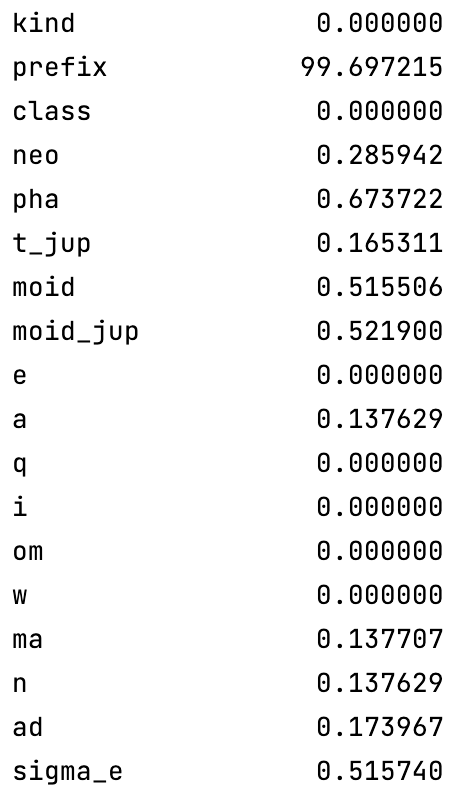 kind 0.000000
prefix 99.697215
class 0.000000
neo 0.285942
pha 0.673722
t_jup 0.165311
moid 0.515506
moid_jup 0.521900
e 0.000000
a 0.137629
q 0.000000
i 0.000000
om 0.000000
w 0.000000
ma 0.137707
n 0.137629
ad 0.173967
sigma_e 0.515740